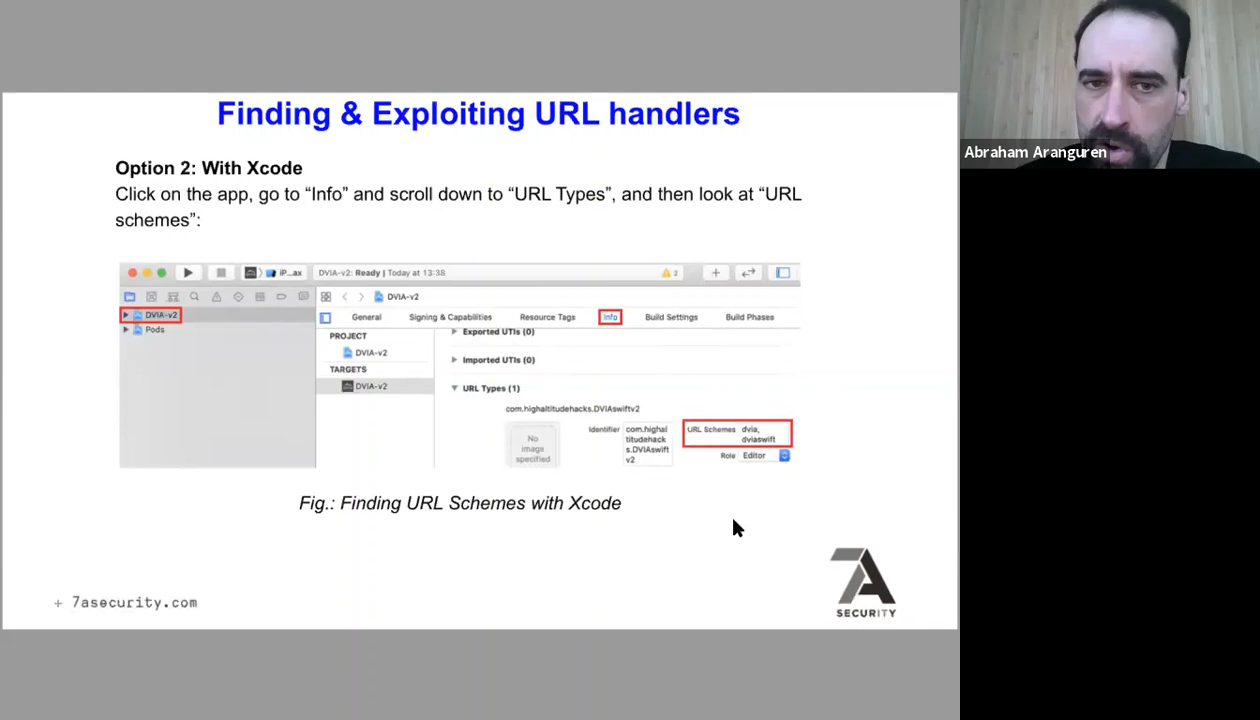 Finding & Exploiting URL handlers
Option 2: With Xcode
Click on the app, go to “Info” and scroll down to “URL Types”, and then look at “URL
schemes”:
iP...ax
DVIA-v2: Ready | Today at 13:38
2
DVIA-v2
DVIA-v2
Pods
General
Signing & Capabilities
Resource Tags
Info
Build Settings
Build Phases
PROJECT
DVIA-v2
TARGETS
DVIA-v2
Exported UTIs (0)
Imported UTIs (0)
URL Types (1)
com.highaltitudehacks.DVIAswiftv2
No
image
specified
Identifier
com.highal
titudehack
s.DVIAswift
v2
URL Schemes
dvia,
dviaswift
Role
Editor
Fig.: Finding URL Schemes with Xcode
+ 7asecurity.com
7A
SECURITY
Abraham Aranguren